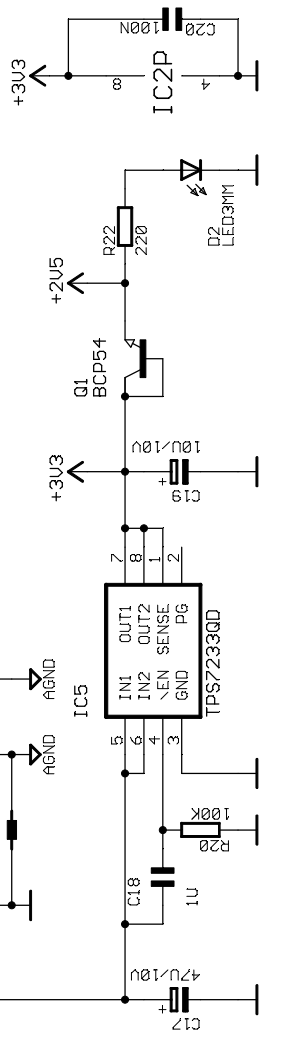 C20
100N
+3V3
8
IC2P
4
D2
LED3MM
R22
220
+2V5
Q1
BCP54
+3V3
10U/10V
+
C19
7
8
1
2
OUT1
OUT2
SENSE
PG
IN1
IN2
\EN
GND
IC5
TPS7233QD
5
6
4
3
AGND
AGND
R20
100K
C18
1U
47U/10V
+
C17